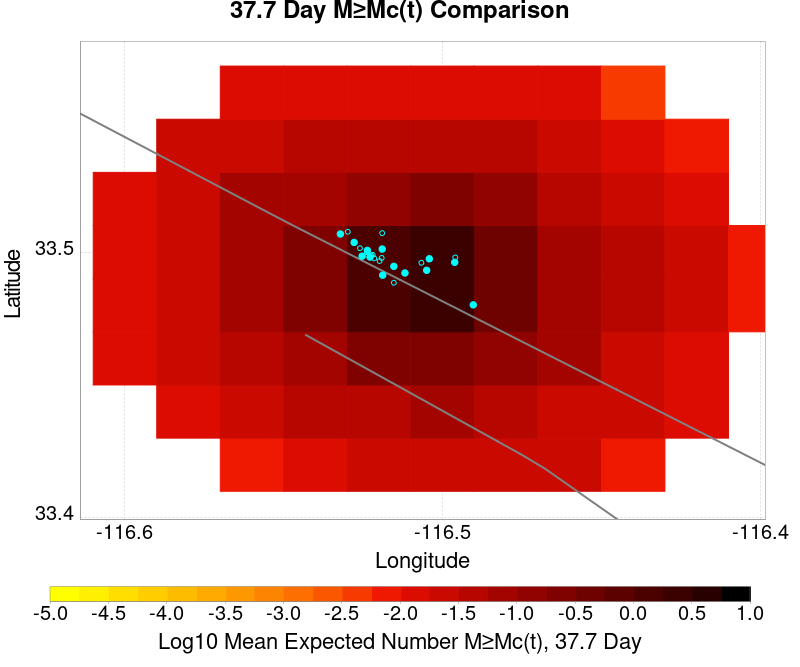 37.7 Day M≥Mc(t) Comparison
Latitude
33.5
33.4
-116.6 -116.5 -116.4
Longitude
-5.0 -4.5 -4.0 -3.5 -3.0 -2.5 -2.0 -1.5 -1.0 -0.5 0.0 0.5 1.0
Log10 Mean Expected Number M≥Mc(t), 37.7 Day